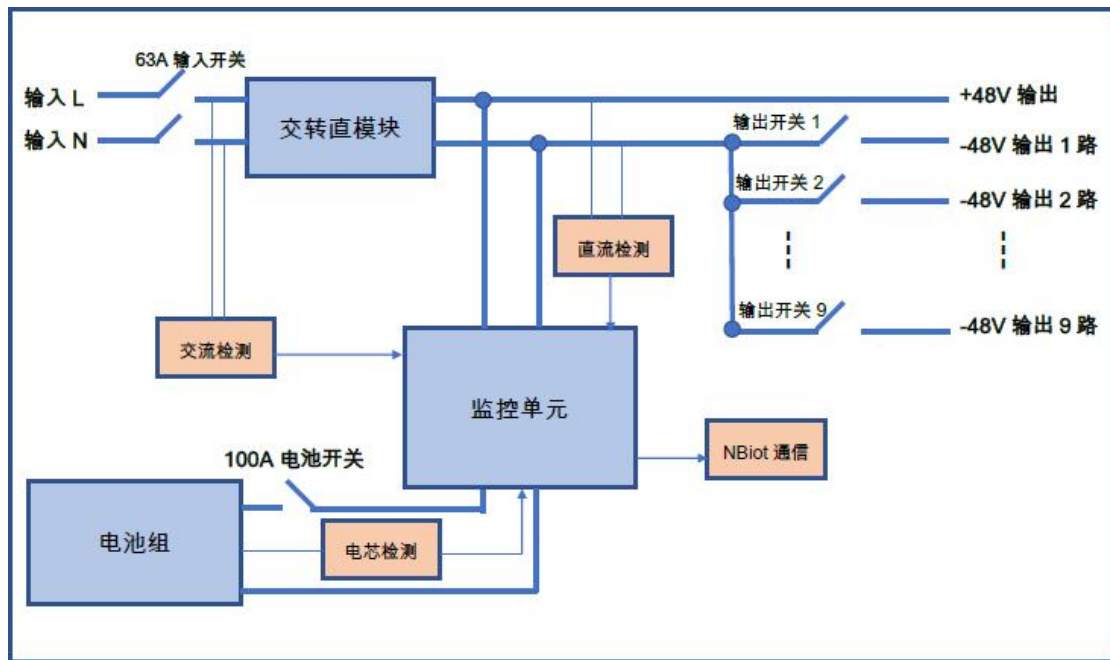 63A 输入开关
输入 L
输入 N
交转直模块
+48V 输出
输出开关 1
-48V 输出 1 路
输出开关 2
-48V 输出 2 路
直流检测
输出开关 9
-48V 输出 9 路
交流检测
监控单元
NBiot 通信
100A 电池开关
电池组
电芯检测